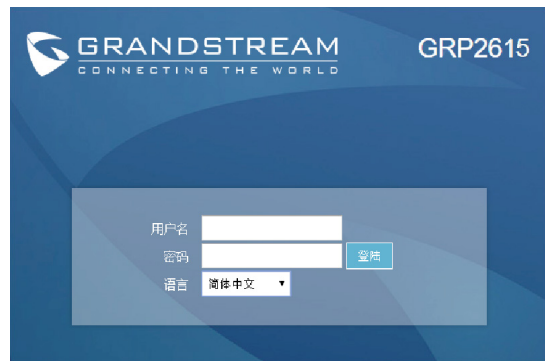 GRANDSTREAM GRP2615
CONNECTING THE WORLD
用户名
密码 登陆
语言 简体中文